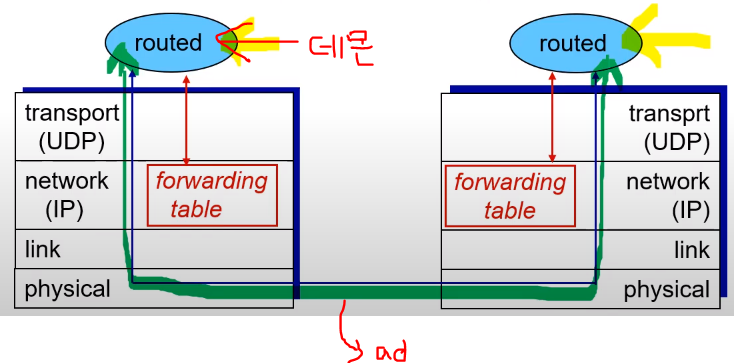 routed
데몬
routed
transport
(UDP)
transprt
(UDP)
network
(IP)
forwarding
table
forwarding
table
network
(IP)
link
link
physical
physical
ad